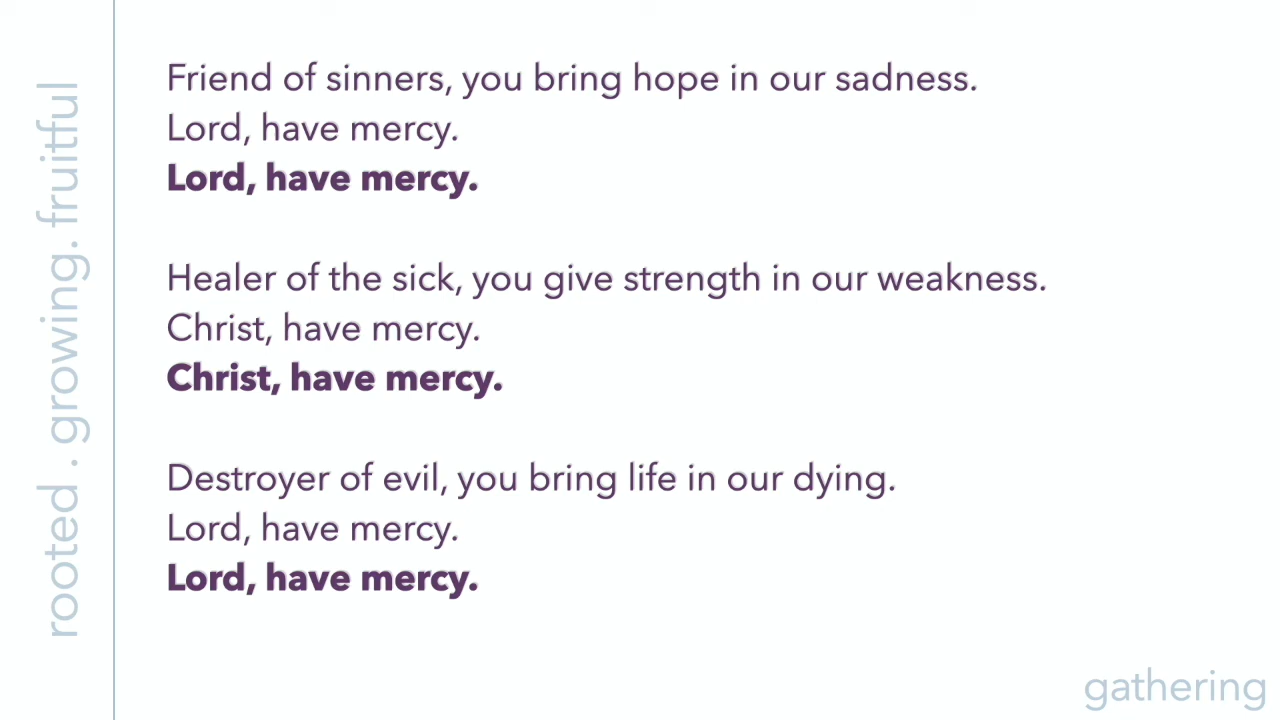 rooted . growing. fruitful
Friend of sinners, you bring hope in our sadness.
Lord, have mercy.
Lord, have mercy.
Healer of the sick, you give strength in our weakness.
Christ, have mercy.
Christ, have mercy.
Destroyer of evil, you bring life in our dying.
Lord, have mercy.
Lord, have mercy.
gathering